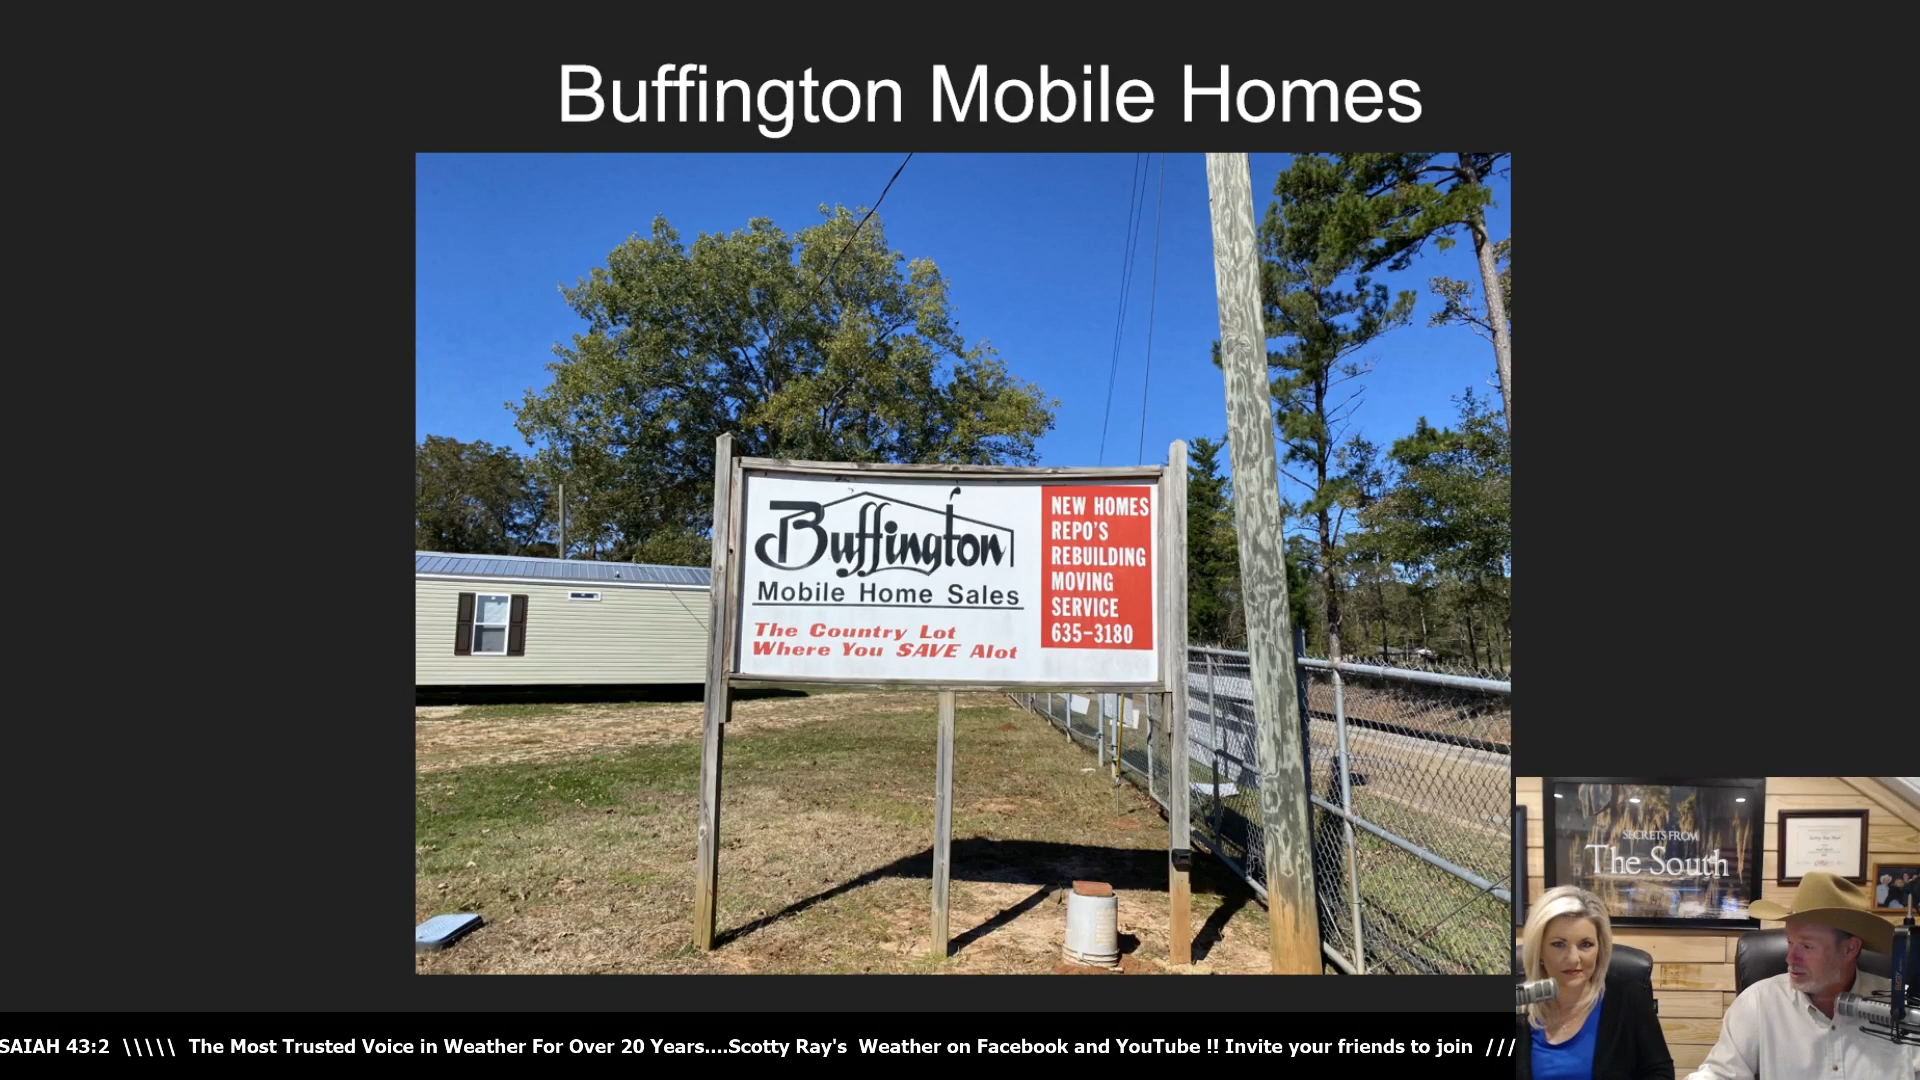 Buffington Mobile Homes
Buffington
Mobile Home Sales
The Country Lot
Where You SAVE Alot
NEW HOMES
REPO'S
REBUILDING
MOVING
SERVICE
635-3180
SECRETS FROM
The South
SAIAH 43:2 \\\\\ The Most Trusted Voice in Weather For Over 20 Years....Scotty Ray's Weather on Facebook and YouTube !! Invite your friends to join ///